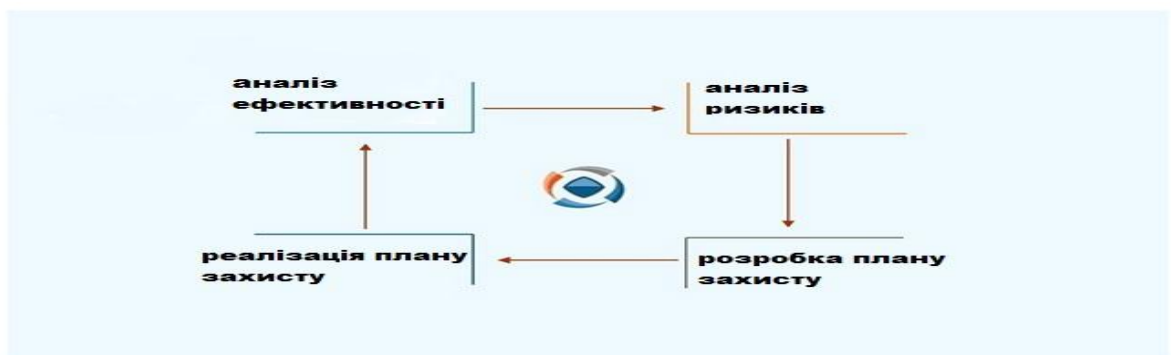 аналіз
ефективності
аналіз
ризиків
реалізація плану
захисту
розробка плану
захисту